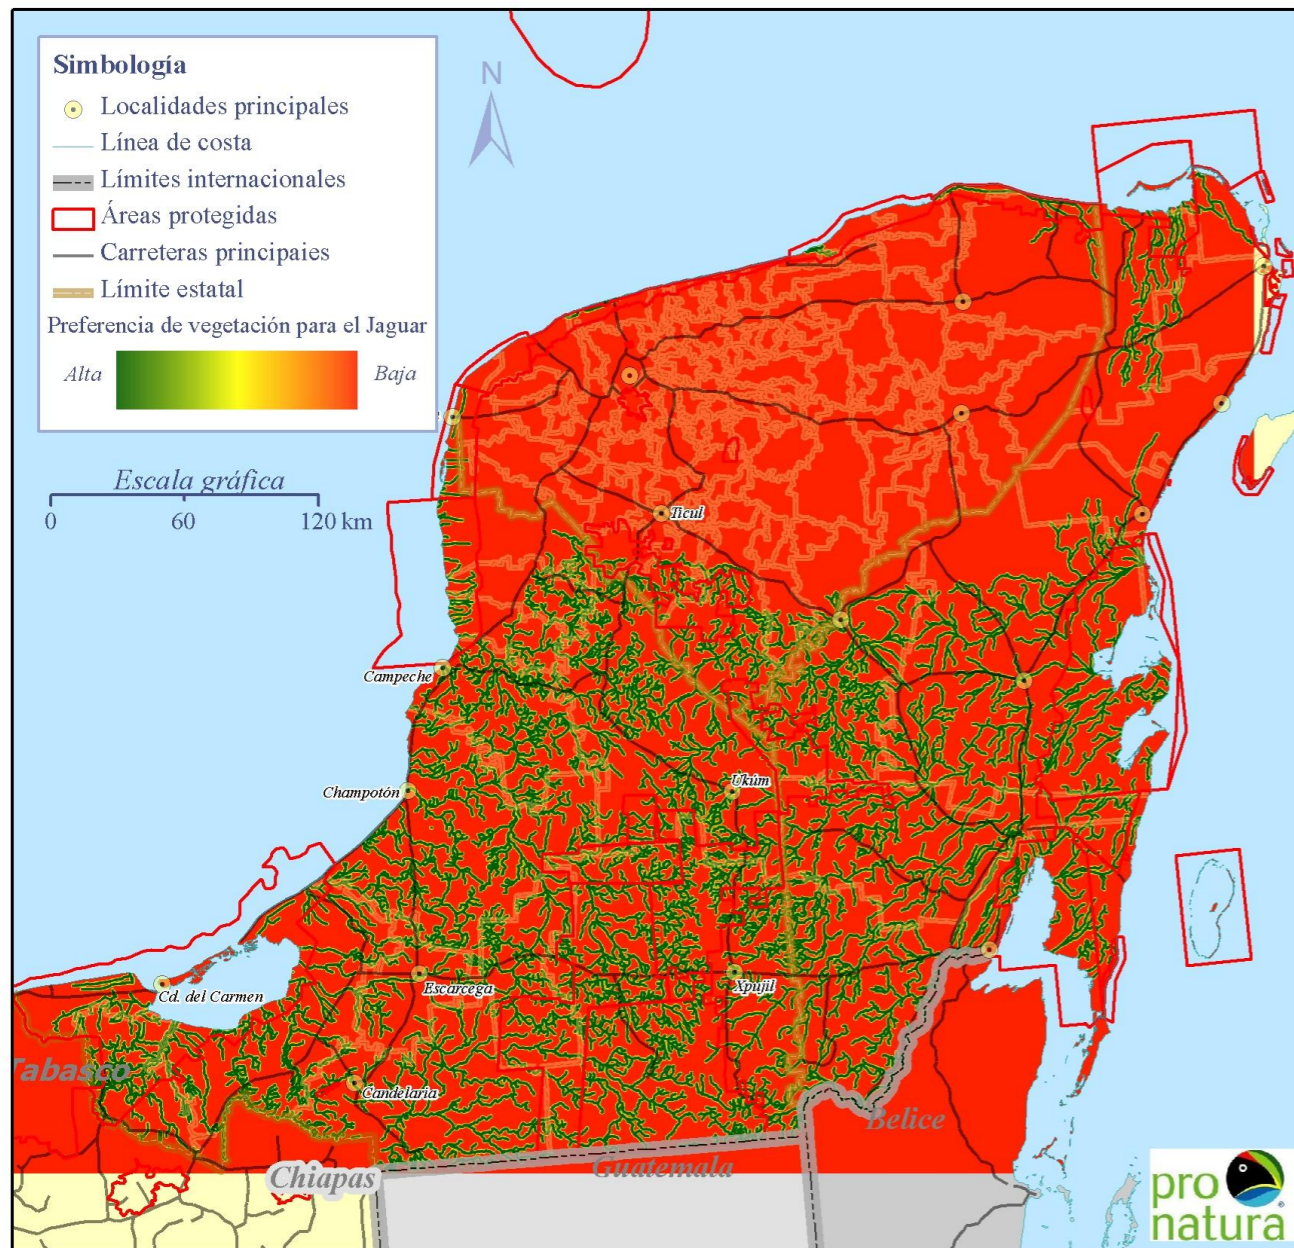 Simbología
Localidades principales
Línea de costa
Límites internacionales
Áreas protegidas
Carreteras principaies
Límite estatal
Preferencia de vegetación para el Jaguar
Alta
Baja
N
Escala gráfica
0
60
120 km
Ticul
Campeche
Champotón
Úkúm
Cd. del Carmen
Escarcega
Xpujil
Tabasco
Candelaria
Belice
Guatemala
Chiapas
pro
natura